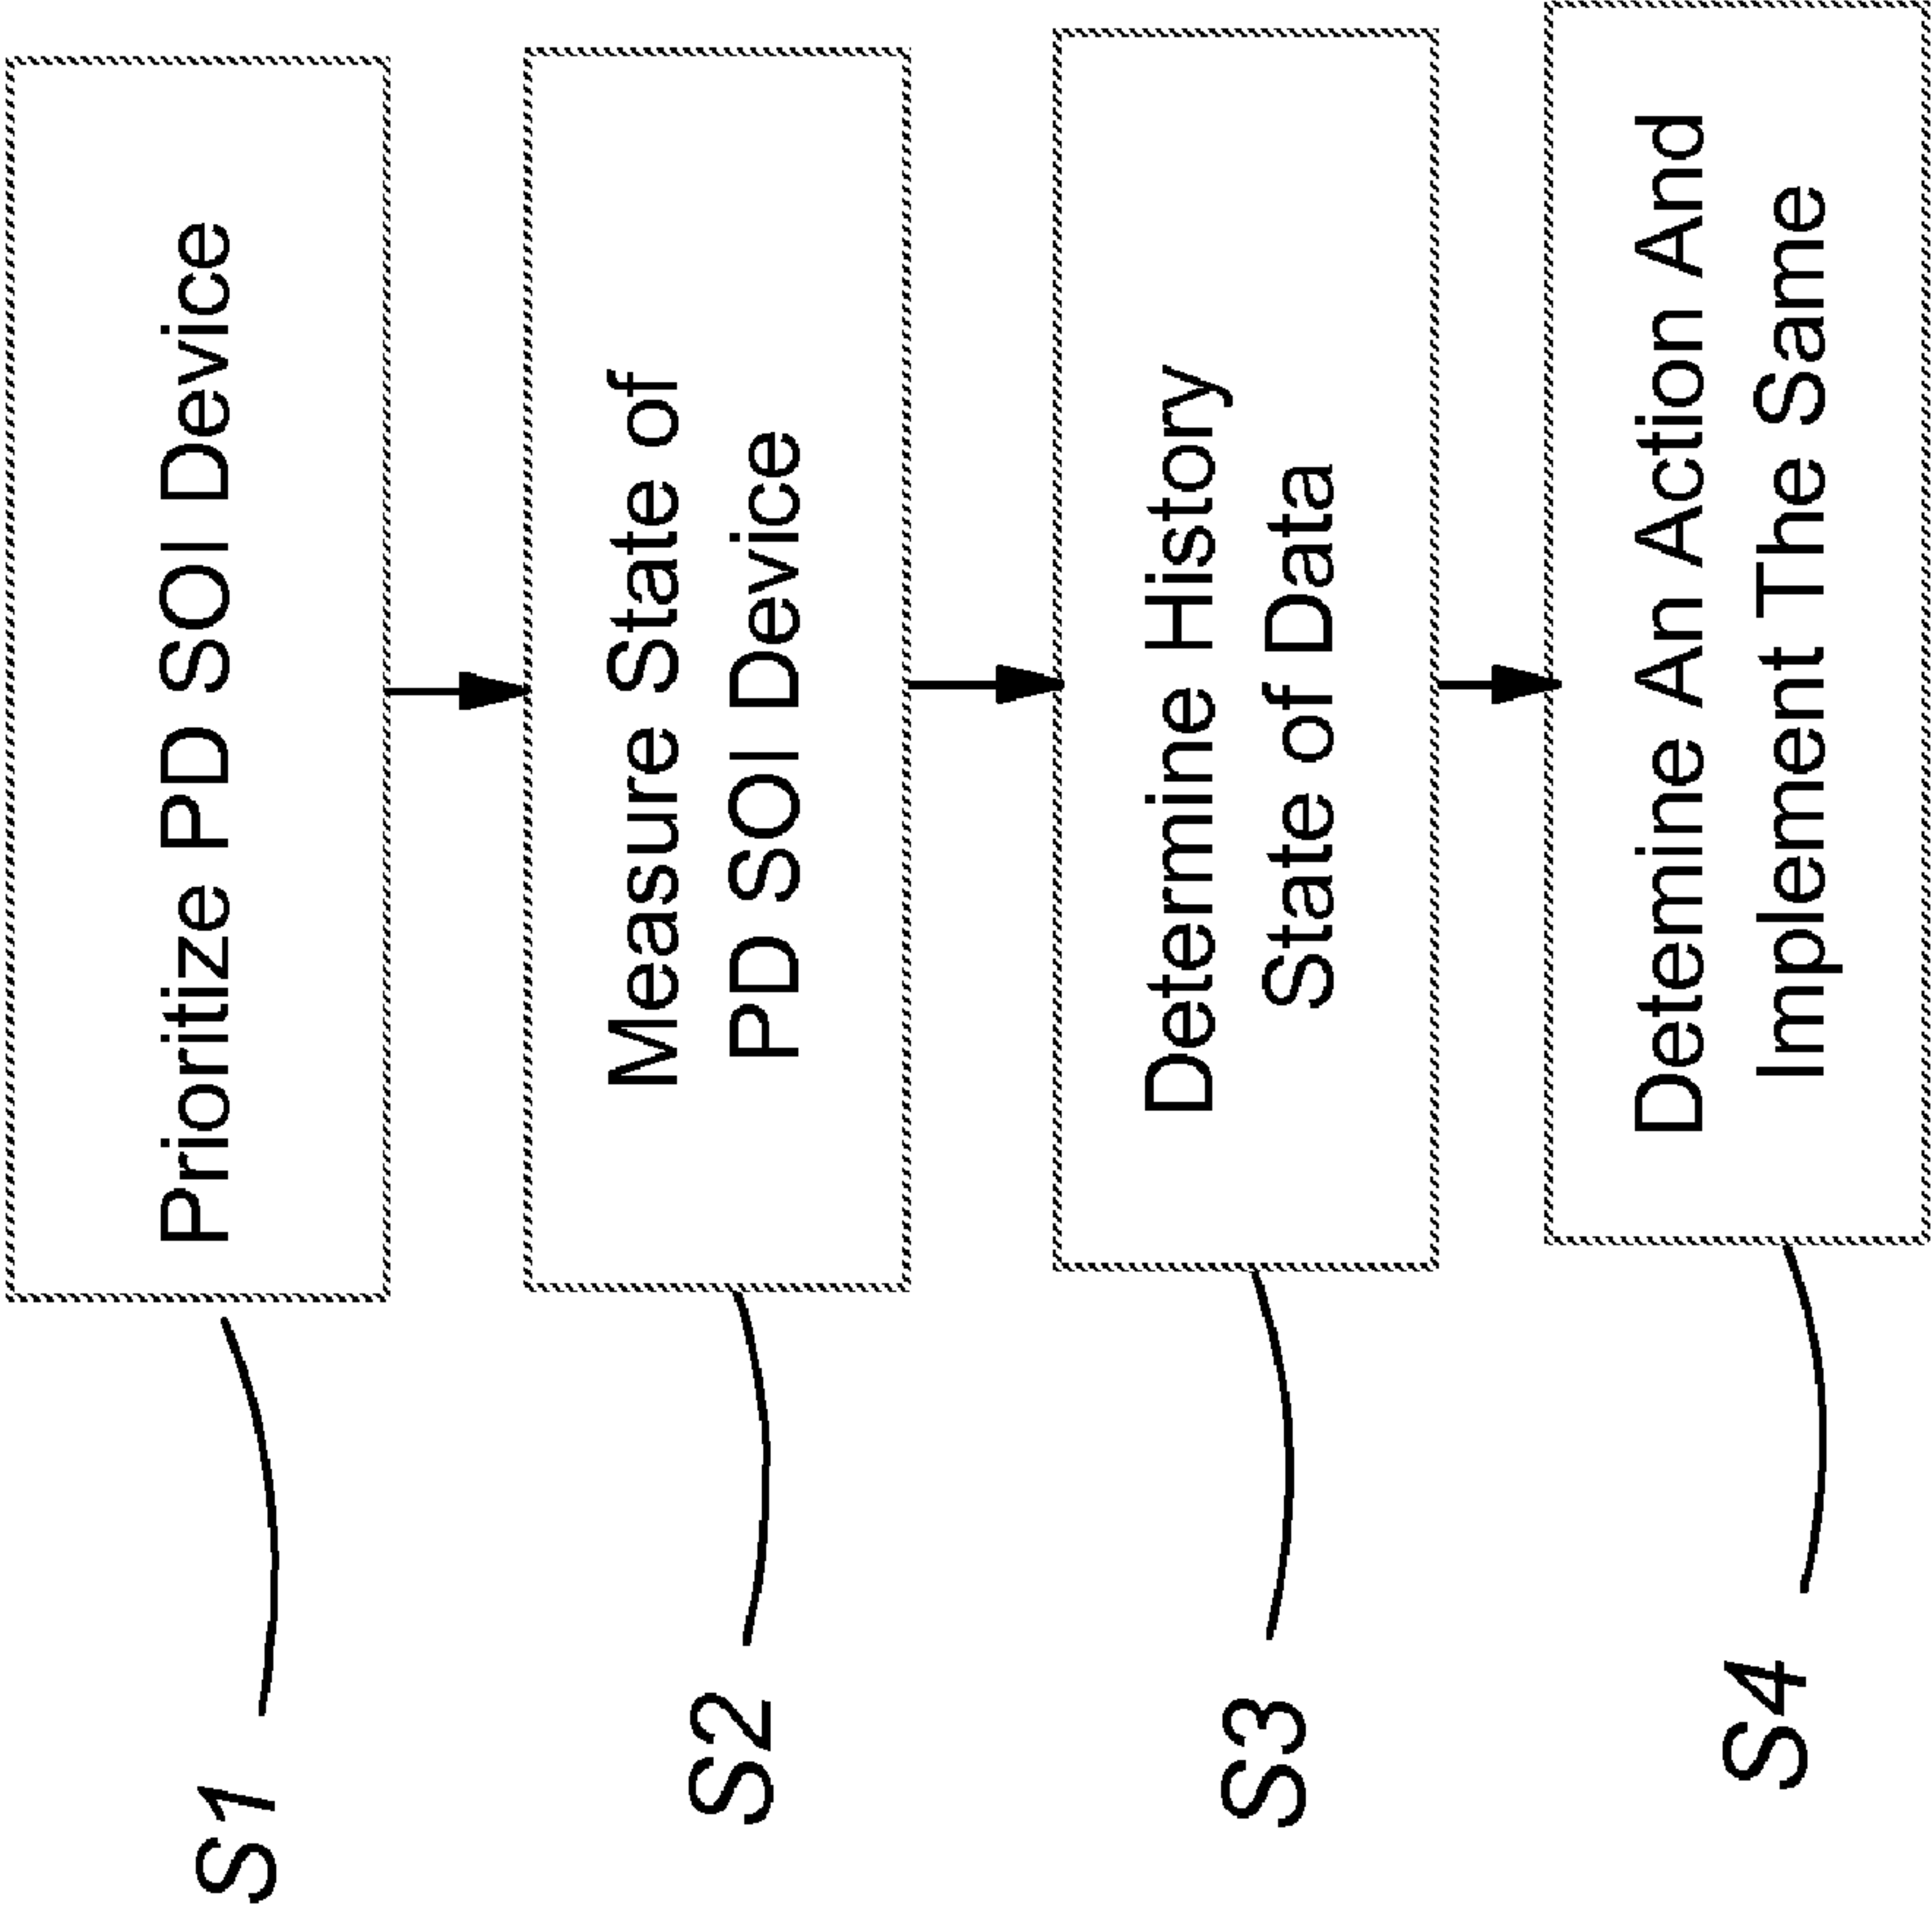 S1
Prioritize PD SOI Device
S2
Measure State of
PD SOI Device
S3
Determine History
State of Data
S4
Determine An Action And
Implement The Same